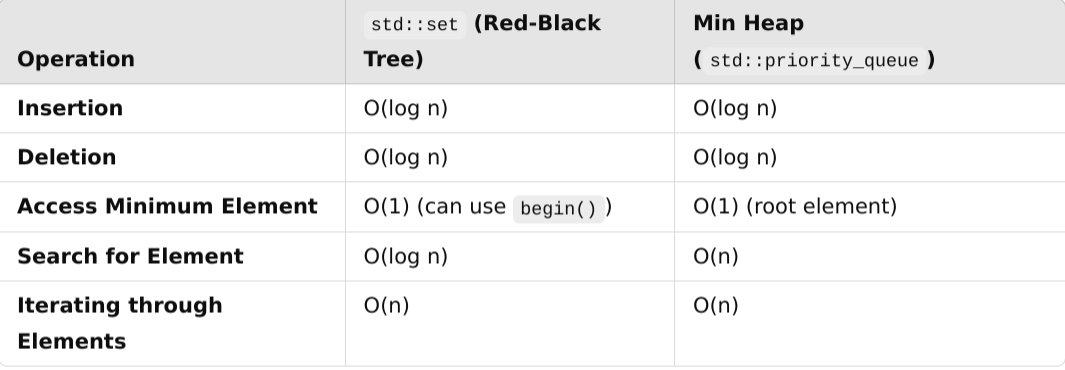 Operation
std::set (Red-Black
Tree)
Min Heap
( std::priority_queue )
Insertion
O(log n)
O(log n)
Deletion
O(log n)
O(log n)
Access Minimum Element
O(1) (can use begin() )
O(1) (root element)
Search for Element
O(log n)
O(n)
Iterating through
Elements
O(n)
O(n)